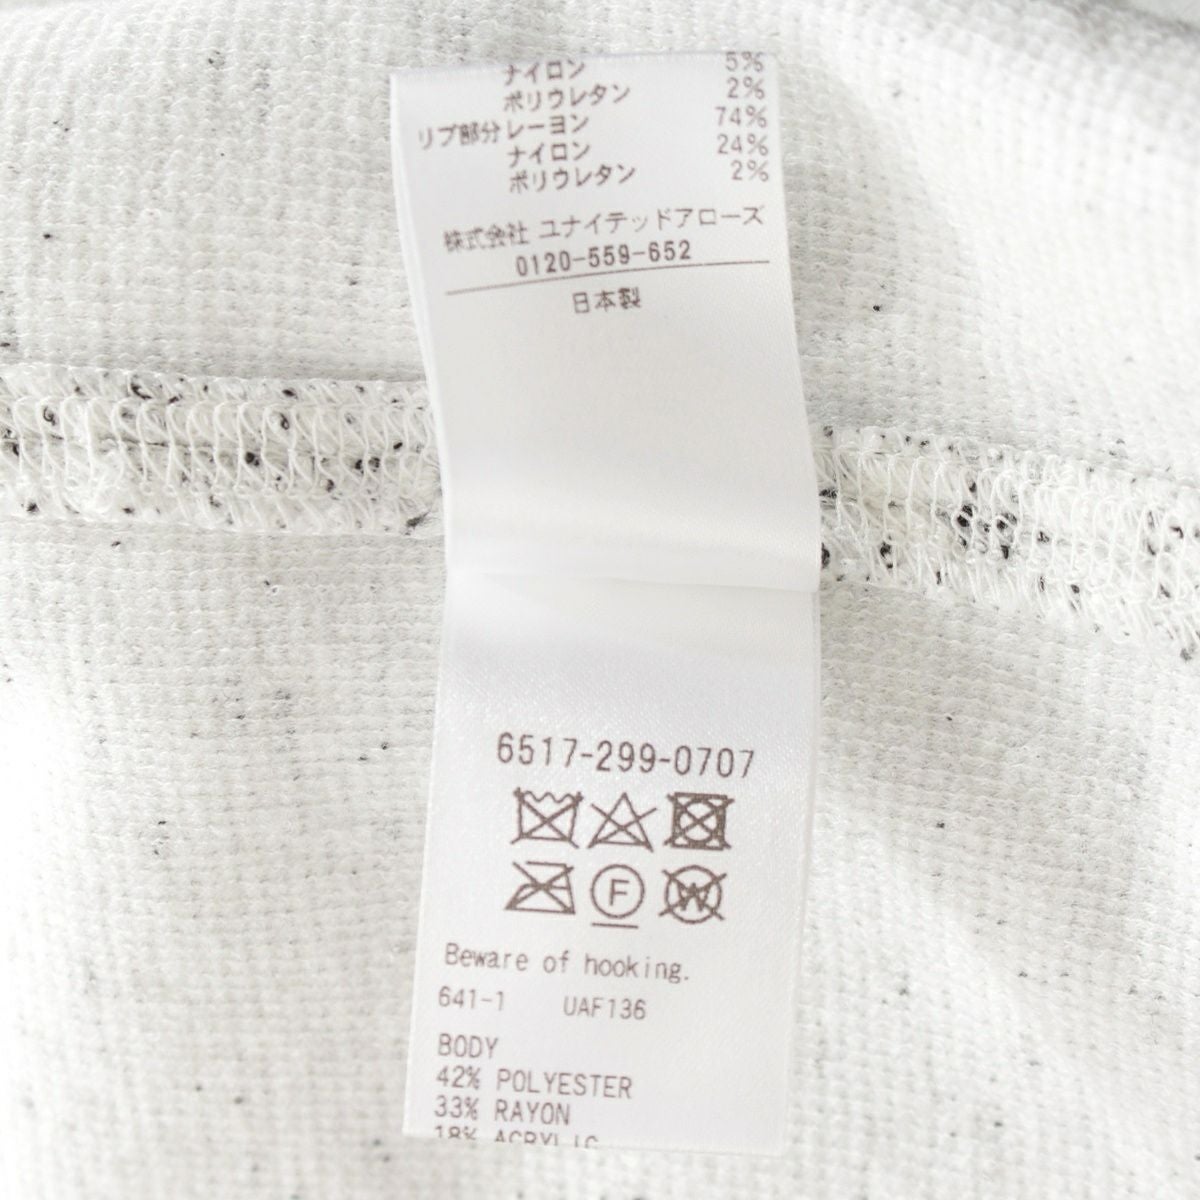 ナイロン 5%
ポリウレタン 2%
リブ部分 レーヨン 74%
ナイロン 24%
ポリウレタン 2%
株式会社 ユナイテッドアローズ
0120-559-652
日本製
6517-299-0707
F W
Beware of hooking.
641-1 UAF136
BODY
42% POLYESTER
33% RAYON
18% ACRYLIC